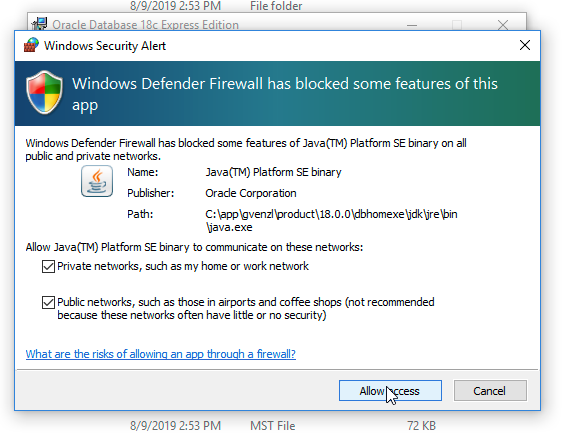 8/9/2019 2:53 PM File folder
Oracle Database 18c Express Edition
Windows Security Alert
Windows Defender Firewall has blocked some features of this
app
Windows Defender Firewall has blocked some features of Java(TM) Platform SE binary on all
public and private networks.
Name: Java(TM) Platform SE binary
Publisher: Oracle Corporation
Path: C:\app\gvenzl\product\18.0.0\dbhomexe\jdk\jre\bin
\java.exe
Allow Java(TM) Platform SE binary to communicate on these networks:
Private networks, such as my home or work network
Public networks, such as those in airports and coffee shops (not recommended
because these networks often have little or no security)
What are the risks of allowing an app through a firewall?
Allow access Cancel
8/9/2019 2:53 PM MST File 72 KB